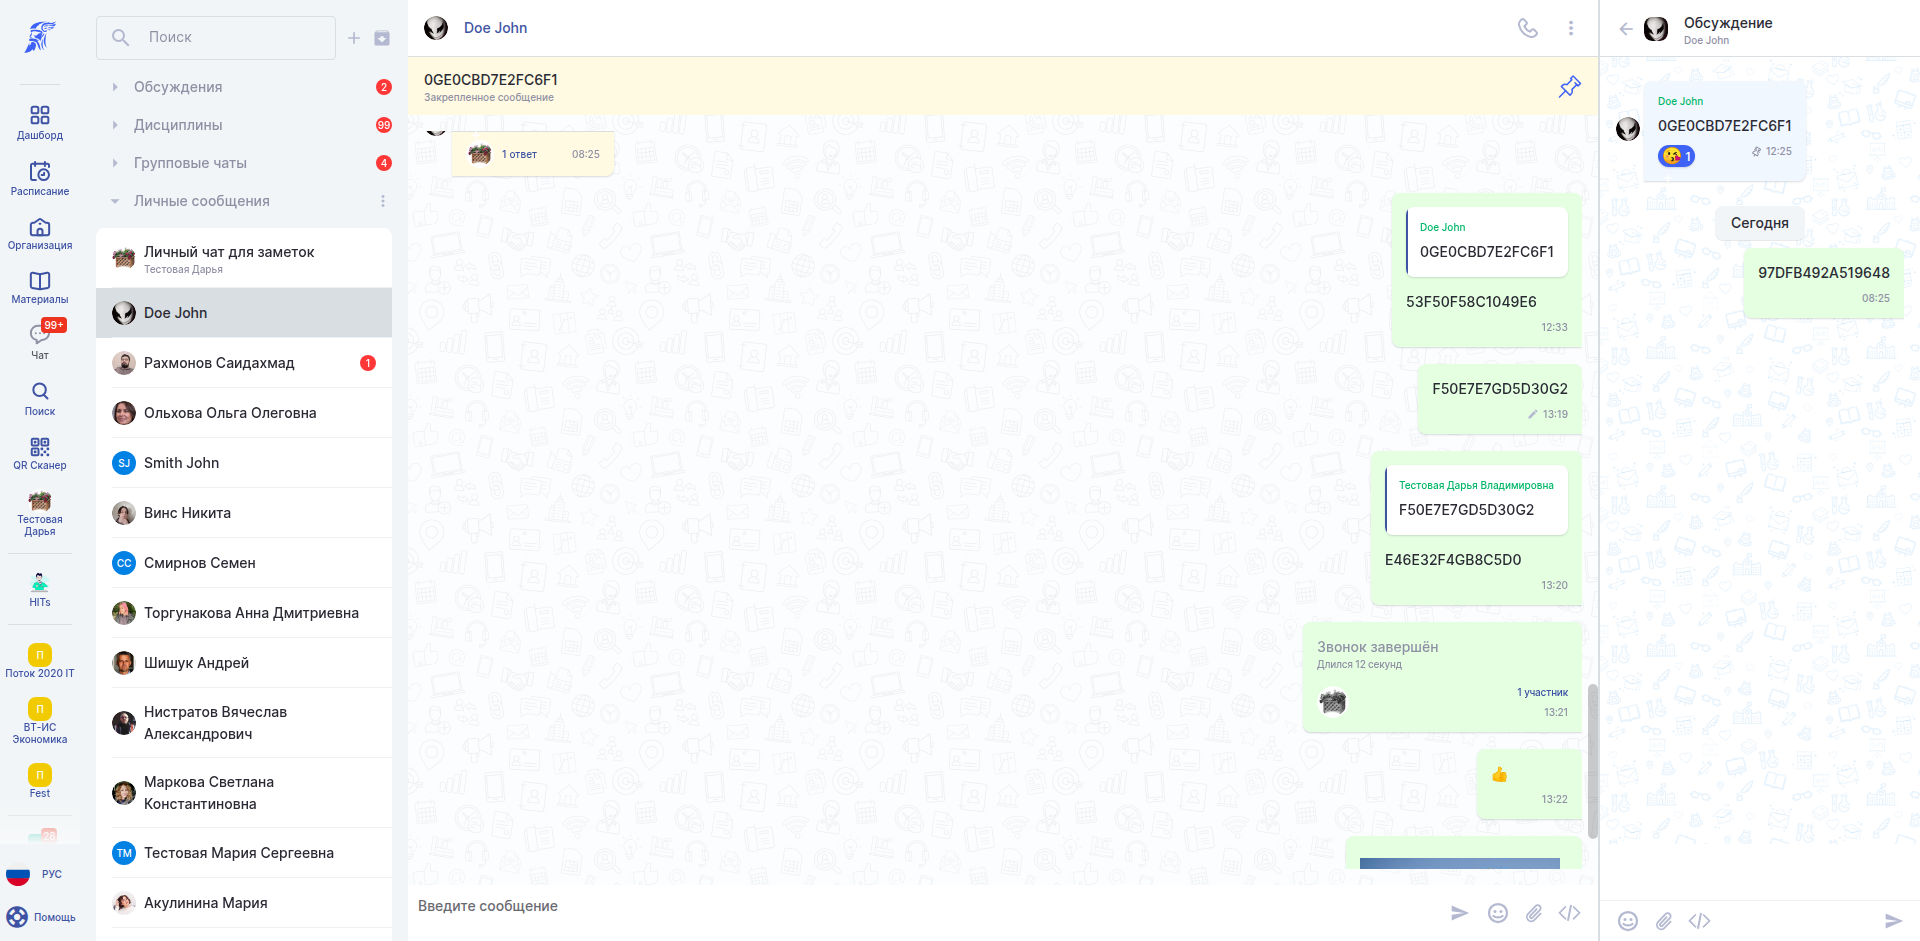 Дашборд
Расписание
Организация
Материалы
99+
Чат
Поиск
QR Сканер
Тестовая
Дарья
HITs
П
Поток 2020 IT
П
ВТ-ИС
Экономика
П
Fest
28
РУС
Помощь
Поиск
Обсуждения
2
Дисциплины
99
Групповые чаты
4
Личные сообщения
Личный чат для заметок
Тестовая Дарья
Doe John
Рахмонов Саидахмад
1
Ольхова Ольга Олеговна
SJ
Smith John
Винс Никита
СС
Смирнов Семен
Торгунакова Анна Дмитриевна
Шишук Андрей
Нистратов Вячеслав
Александрович
Маркова Светлана
Константиновна
ТМ
Тестовая Мария Сергеевна
Акулинина Мария
Doe John
0GE0CBD7E2FC6F1
Закрепленное сообщение
1 ответ
08:25
Doe John
0GE0CBD7E2FC6F1
53F50F58C1049E6
12:33
F50E7E7GD5D30G2
13:19
Тестовая Дарья Владимировна
F50E7E7GD5D30G2
E46E32F4GB8C5D0
13:20
Звонок завершён
Длился 12 секунд
1 участник
13:21
13:22
Введите сообщение
Обсуждение
Doe John
Doe John
0GE0CBD7E2FC6F1
1
12:25
Сегодня
97DFB492A519648
08:25